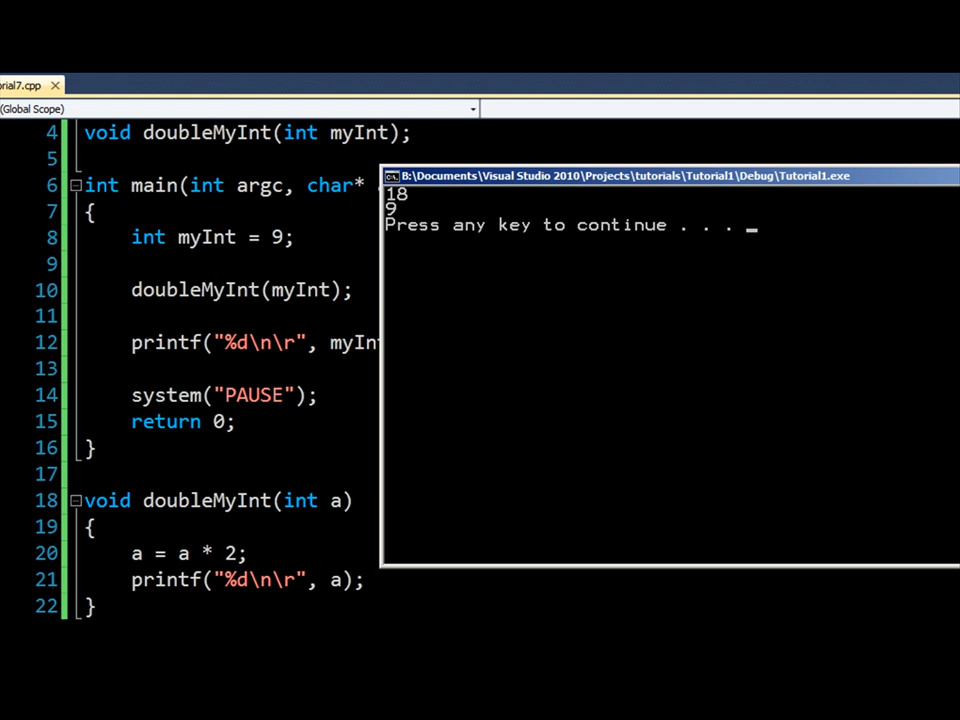 rial7.cpp
(Global Scope)
4 void doubleMyInt(int myInt);
5
6 int main(int argc, char*
7 {
8 int myInt = 9;
9
10 doubleMyInt(myInt);
11
12 printf("%d\n\r", myInt
13
14 system("PAUSE");
15 return 0;
16 }
17
18 void doubleMyInt(int a)
19 {
20 a = a * 2;
21 printf("%d\n\r", a);
22 }
B:\Documents\Visual Studio 2010\Projects\tutorials\Tutorial1\Debug\Tutorial1.exe
18
9
Press any key to continue . . . _